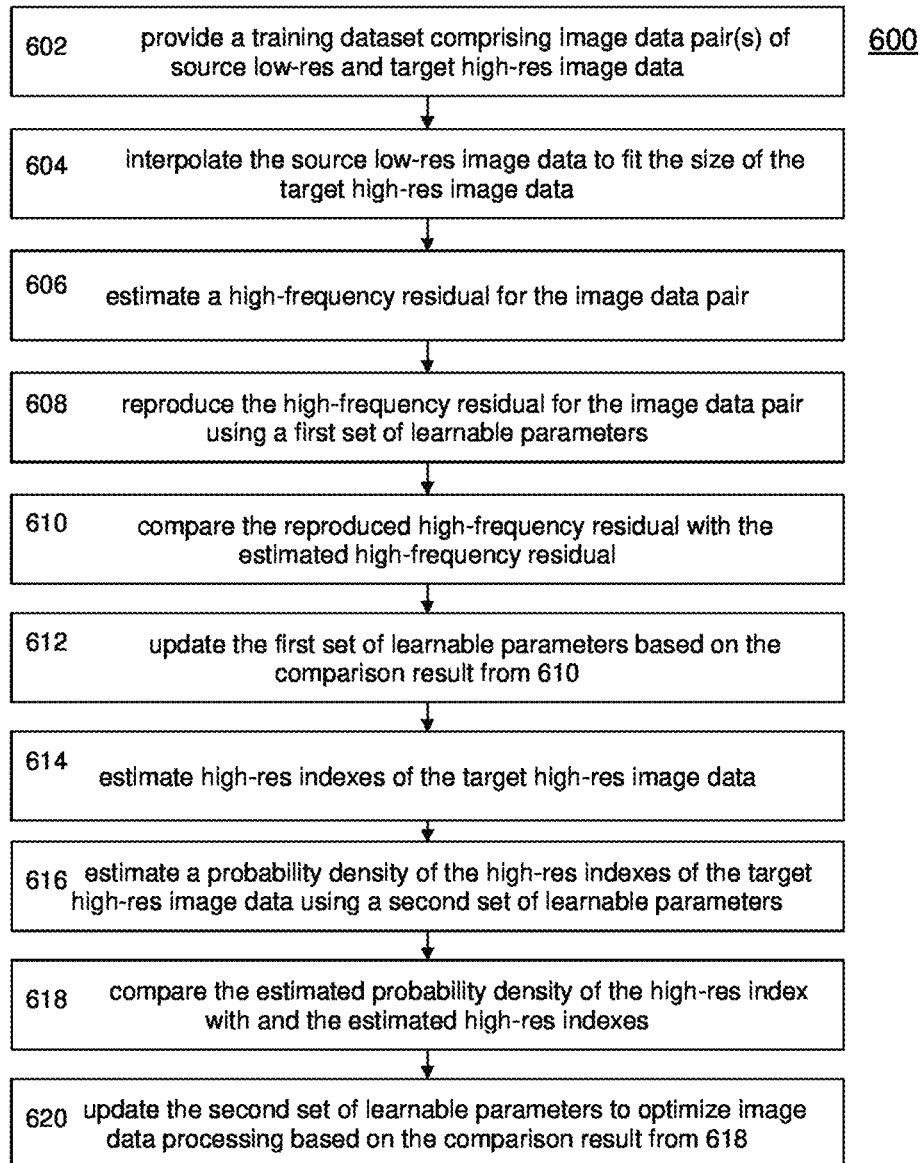 600
602 provide a training dataset comprising image data pair(s) of
source low-res and target high-res image data
604 interpolate the source low-res image data to fit the size of the
target high-res image data
606 estimate a high-frequency residual for the image data pair
608 reproduce the high-frequency residual for the image data pair
using a first set of learnable parameters
610 compare the reproduced high-frequency residual with the
estimated high-frequency residual
612 update the first set of learnable parameters based on the
comparison result from 610
614 estimate high-res indexes of the target high-res image data
616 estimate a probability density of the high-res indexes of the target
high-res image data using a second set of learnable parameters
618 compare the estimated probability density of the high-res index
with and the estimated high-res indexes
620 update the second set of learnable parameters to optimize image
data processing based on the comparison result from 618